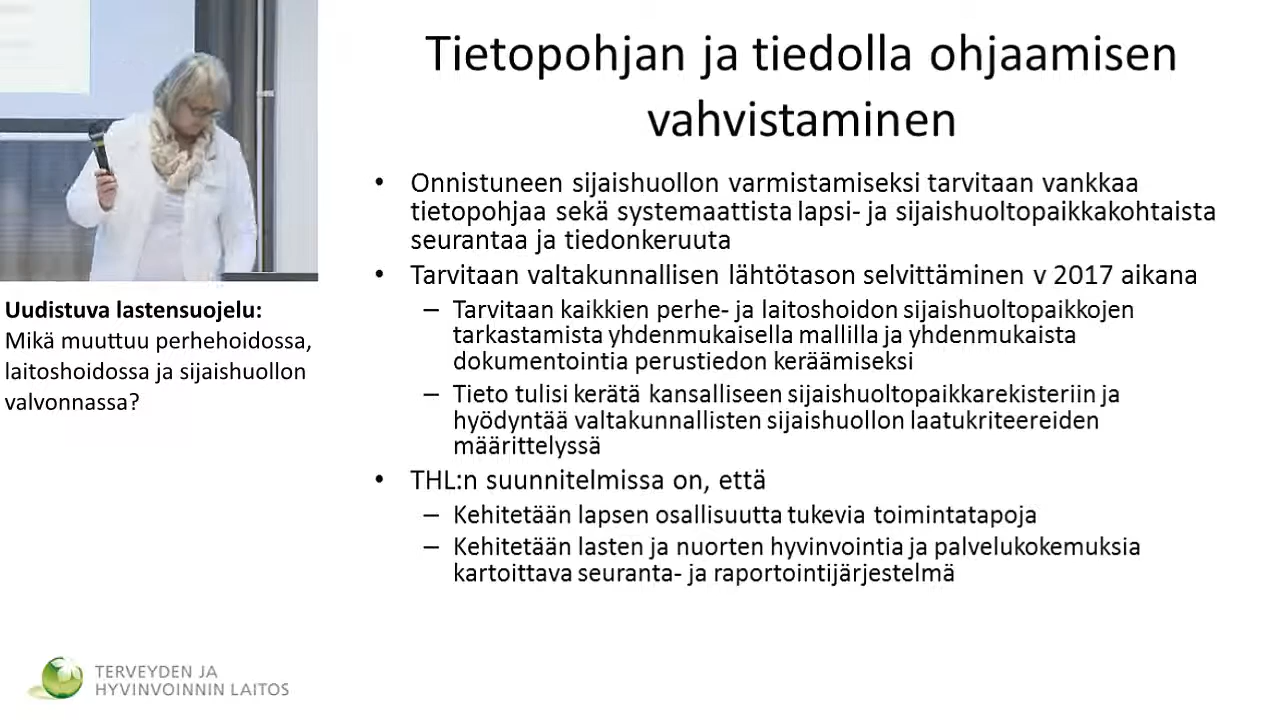 Tietopohjan ja tiedolla ohjaamisen
vahvistaminen
• Onnistuneen sijaishuollon varmistamiseksi tarvitaan vankkaa
tietopohjaa sekä systemaattista lapsi- ja sijaishuoltopaikkakohtaista
seurantaa ja tiedonkeruuta
• Tarvitaan valtakunnallisen lähtötason selvittäminen v 2017 aikana
– Tarvitaan kaikkien perhe- ja laitoshoidon sijaishuoltopaikkojen
tarkastamista yhdenmukaisella mallilla ja yhdenmukaista
dokumentointia perustiedon keräämiseksi
– Tieto tulisi kerätä kansalliseen sijaishuoltopaikkarekisteriin ja
hyödyntää valtakunnallisten sijaishuollon laatukriteereiden
määrittelyssä
• THL:n suunnitelmissa on, että
– Kehitetään lapsen osallisuutta tukevia toimintatapoja
– Kehitetään lasten ja nuorten hyvinvointia ja palvelukokemuksia
kartoittava seuranta- ja raportointijärjestelmä
Uudistuva lastensuojelu:
Mikä muuttuu perhehoidossa,
laitoshoidossa ja sijaishuollon
valvonnassa?
TERVEYDEN JA
HYVINVOINNIN LAITOS